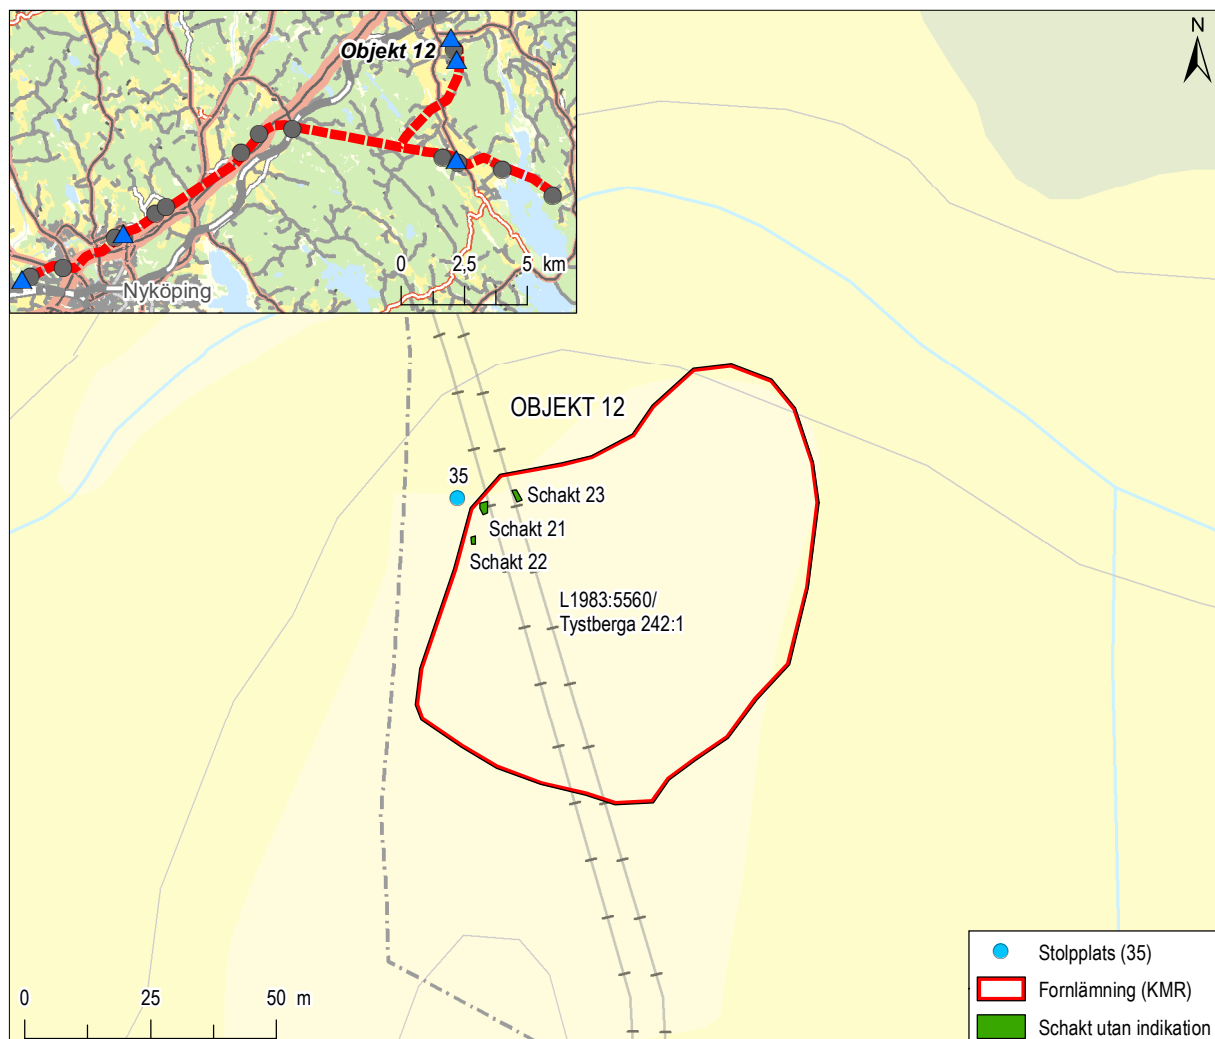 Objekt 12
N
0 2,5 5 km
Nyköping
OBJEKT 12
35
Schakt 23
Schakt 21
Schakt 22
L1983:5560/
Tystberga 242:1
0 25 50 m
Stolpplats (35)
Fornlämning (KMR)
Schakt utan indikation